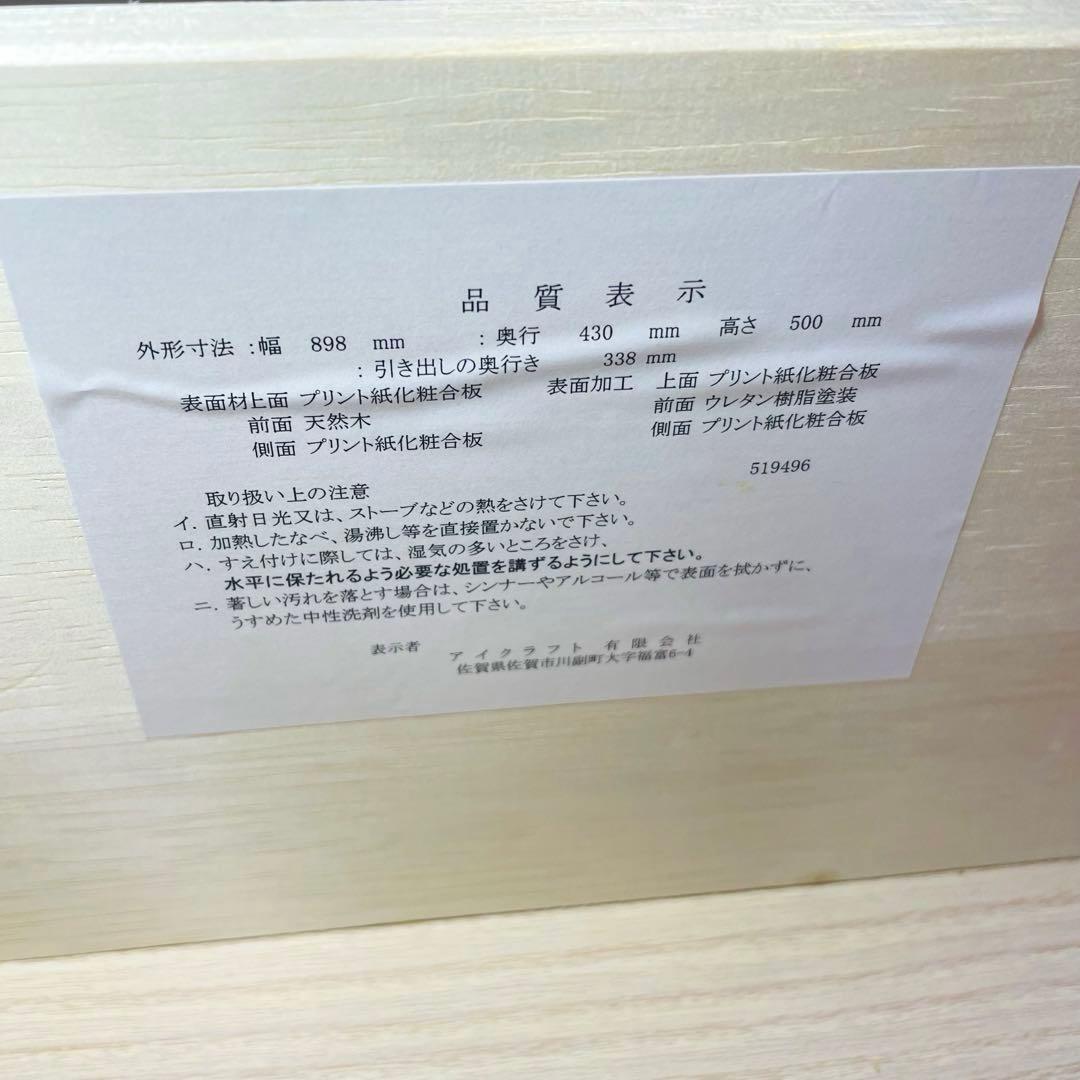 品質表示
外形寸法 :幅 898 mm :奥行 430 mm 高さ 500 mm
:引き出しの奥行き 338 mm
表面材上面 プリント紙化粧合板 表面加工 上面 プリント紙化粧合板
前面 天然木 前面 ウレタン樹脂塗装
側面 プリント紙化粧合板 側面 プリント紙化粧合板
519496
取り扱い上の注意
イ. 直射日光又は、ストーブなどの熱をさけて下さい。
ロ. 加熱したなべ、湯沸し等を直接置かないで下さい。
ハ. すえ付けに際しては、湿気の多いところをさけ、
水平に保たれるよう必要な処置を講ずるようにして下さい。
ニ. 著しい汚れを落とす場合は、シンナーやアルコール等で表面を拭かずに、
うすめた中性洗剤を使用して下さい。
表示者 アイクラフト 有限会社
佐賀県佐賀市川副町大字福富6-4